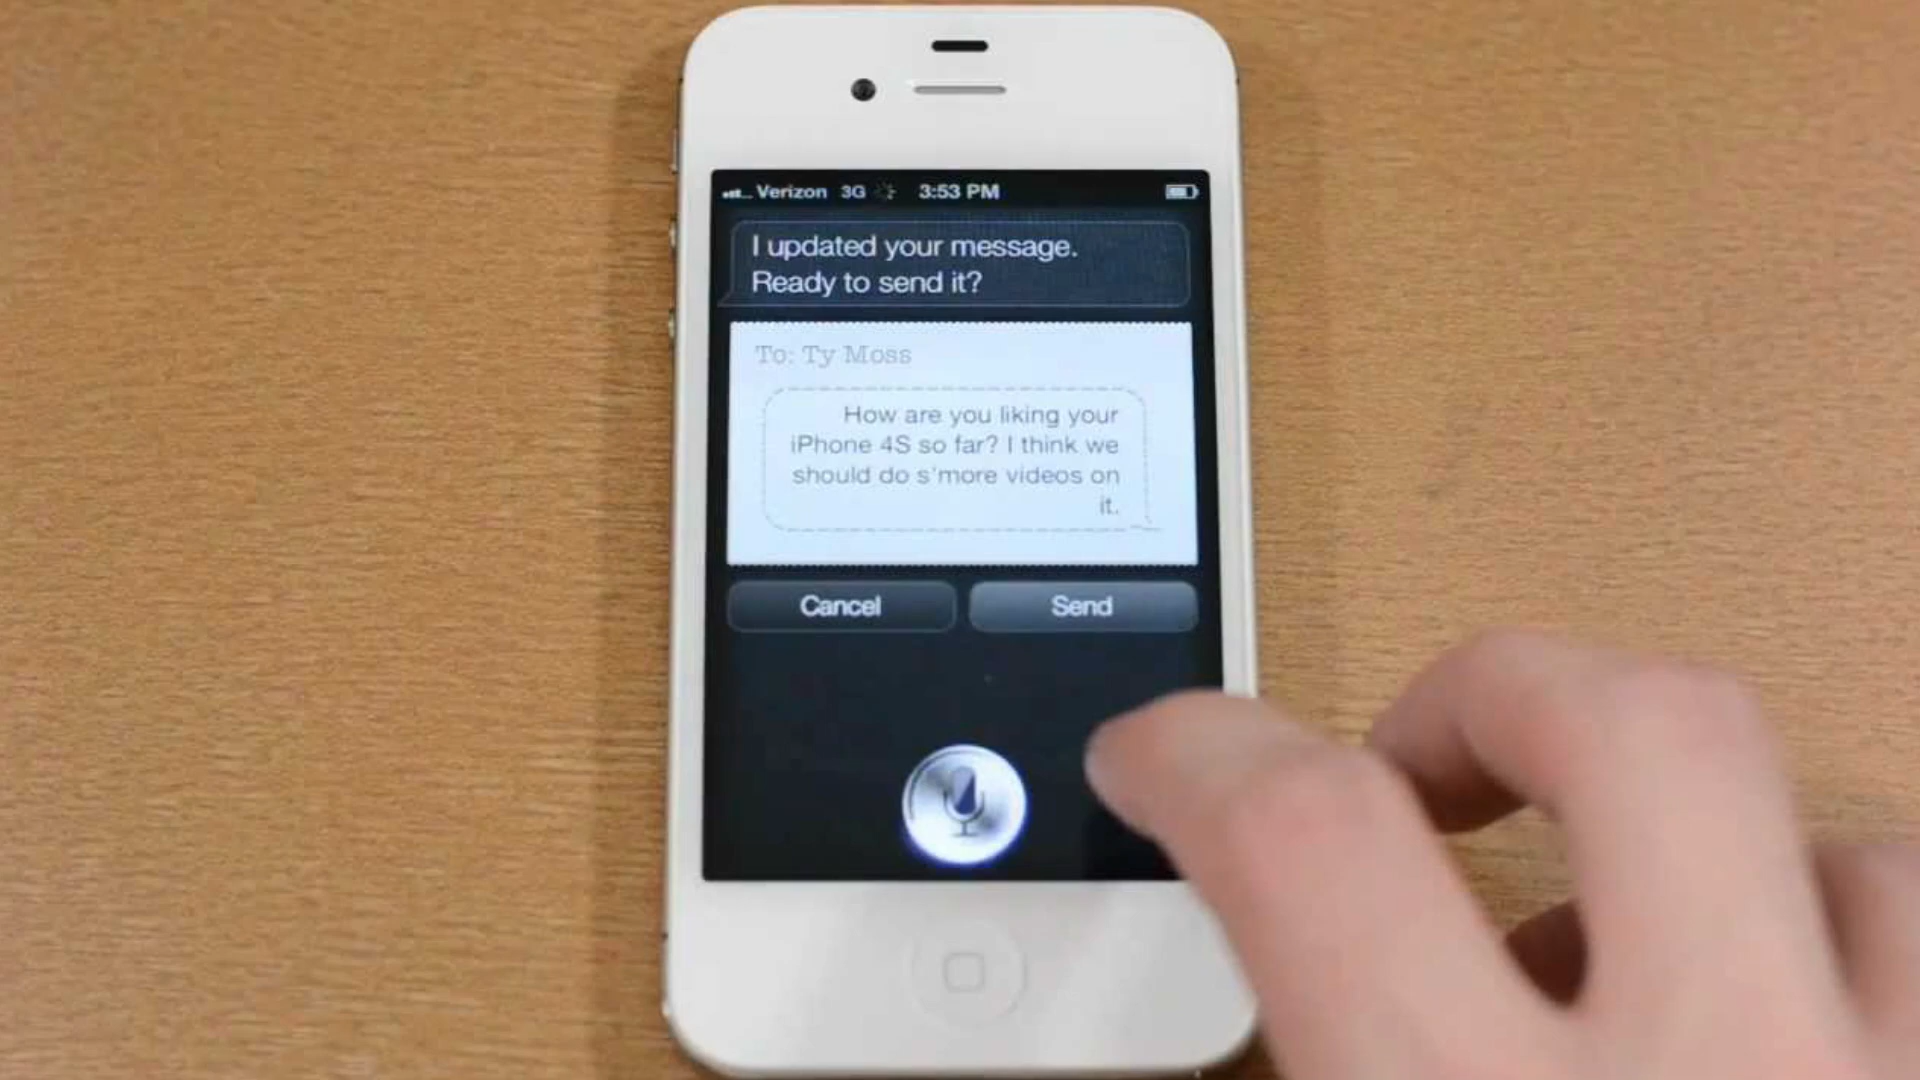 Verizon 3G 3:53 PM
I updated your message.
Ready to send it?
To: Ty Moss
How are you liking your
iPhone 4S so far? I think we
should do s'more videos on
it.
Cancel Send